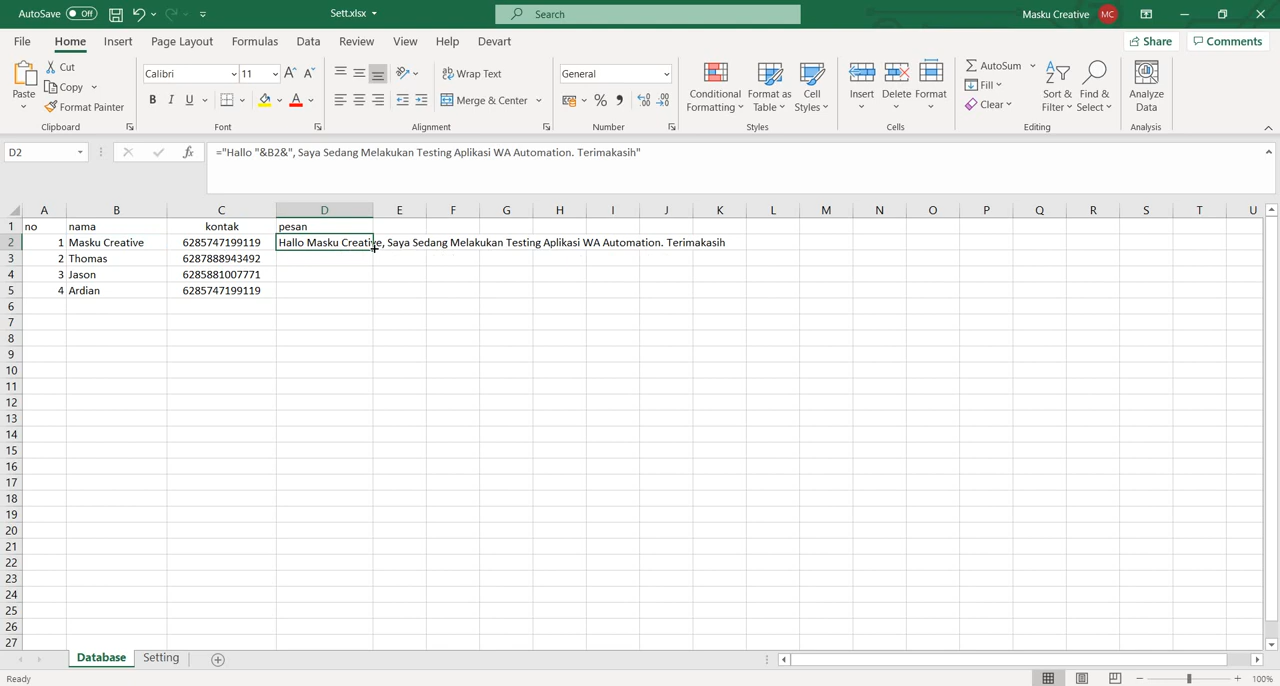 AutoSave Off Sett.xlsx Search Masku Creative MC
File Home Insert Page Layout Formulas Data Review View Help Devart Share Comments
Paste Cut Copy Format Painter
Clipboard
Calibri 11
B I U A
Font
Wrap Text
Merge & Center
Alignment
General
%
Number
Conditional Formatting
Format as Table
Cell Styles
Styles
Insert Delete Format
Cells
AutoSum
Fill
Clear
Sort & Filter
Find & Select
Editing
Analyze Data
Analysis
D2 fx ="Hallo "&B2&", Saya Sedang Melakukan Testing Aplikasi WA Automation. Terimakasih"
A B C D E F G H I J K L M N O P Q R S T U
1 no nama kontak pesan
2 1 Masku Creative 6285747199119 Hallo Masku Creative, Saya Sedang Melakukan Testing Aplikasi WA Automation. Terimakasih
3 2 Thomas 6287888943492
4 3 Jason 6285881007771
5 4 Ardian 6285747199119
6
7
8
9
10
11
12
13
14
15
16
17
18
19
20
21
22
23
24
25
26
27
Database Setting
Ready 100%